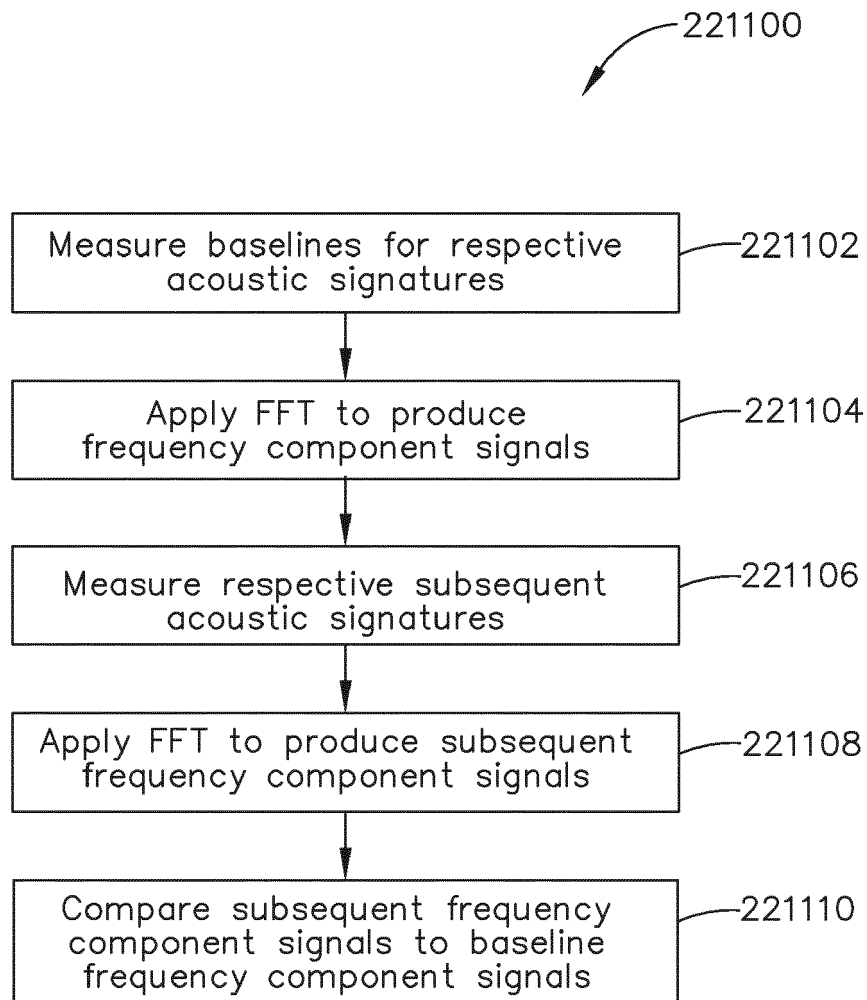 221100
Measure baselines for respective
acoustic signatures
221102
Apply FFT to produce
frequency component signals
221104
Measure respective subsequent
acoustic signatures
221106
Apply FFT to produce subsequent
frequency component signals
221108
Compare subsequent frequency
component signals to baseline
frequency component signals
221110